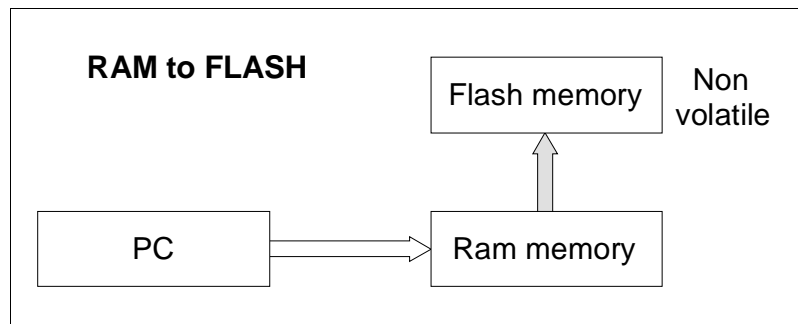 RAM to FLASH
Flash memory
Non
volatile
PC
Ram memory